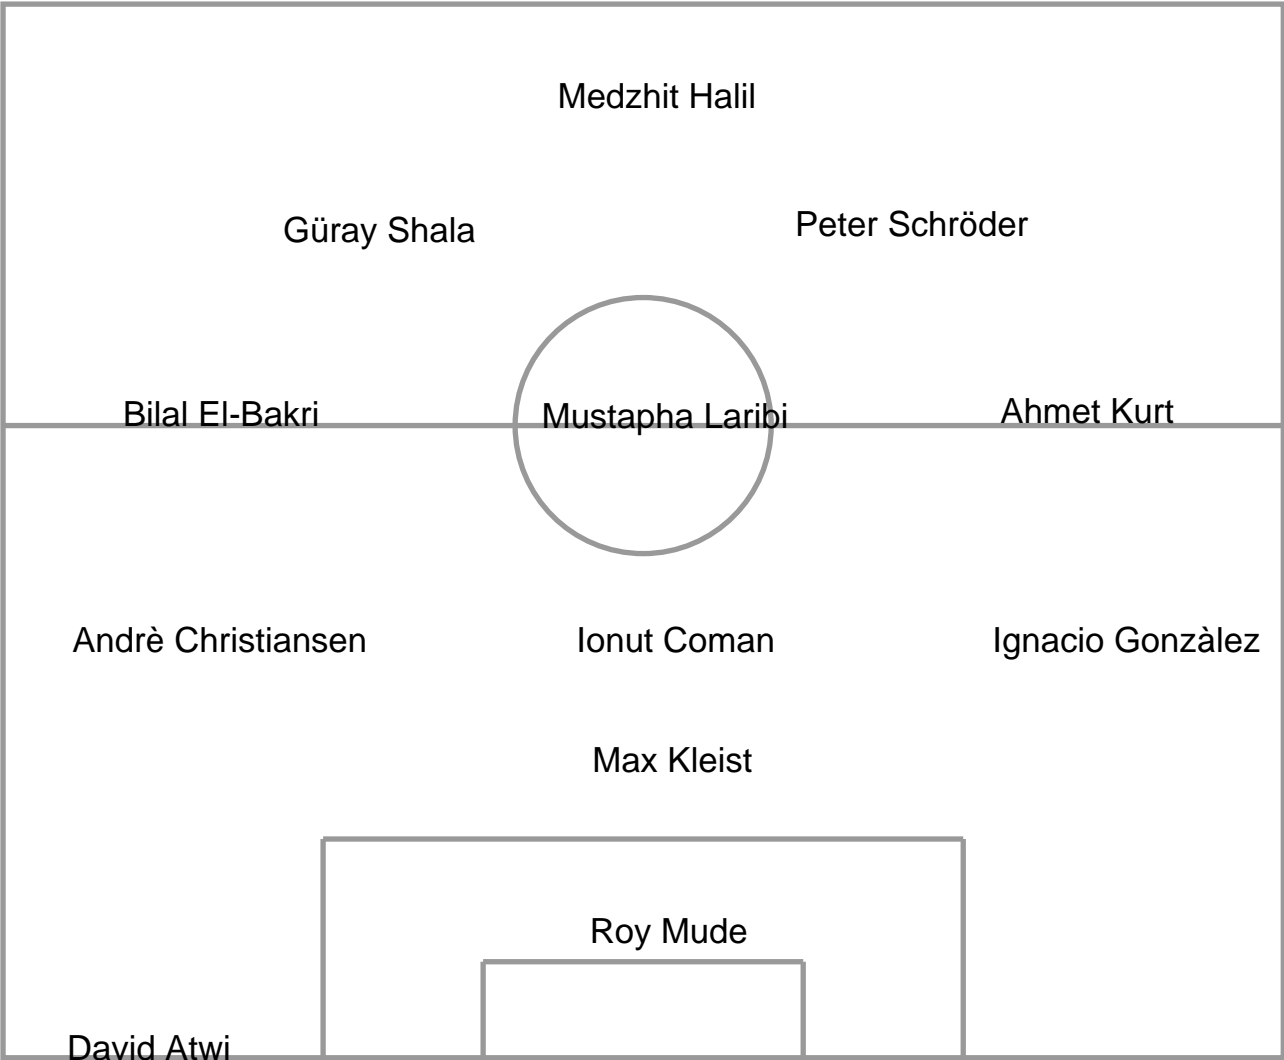 Medzhit Halil
Güray Shala
Peter Schröder
Bilal El-Bakri
Mustapha Laribi
Ahmet Kurt
Andrè Christiansen
Ionut Coman
Ignacio Gonzàlez
Max Kleist
Roy Mude
David Atwi